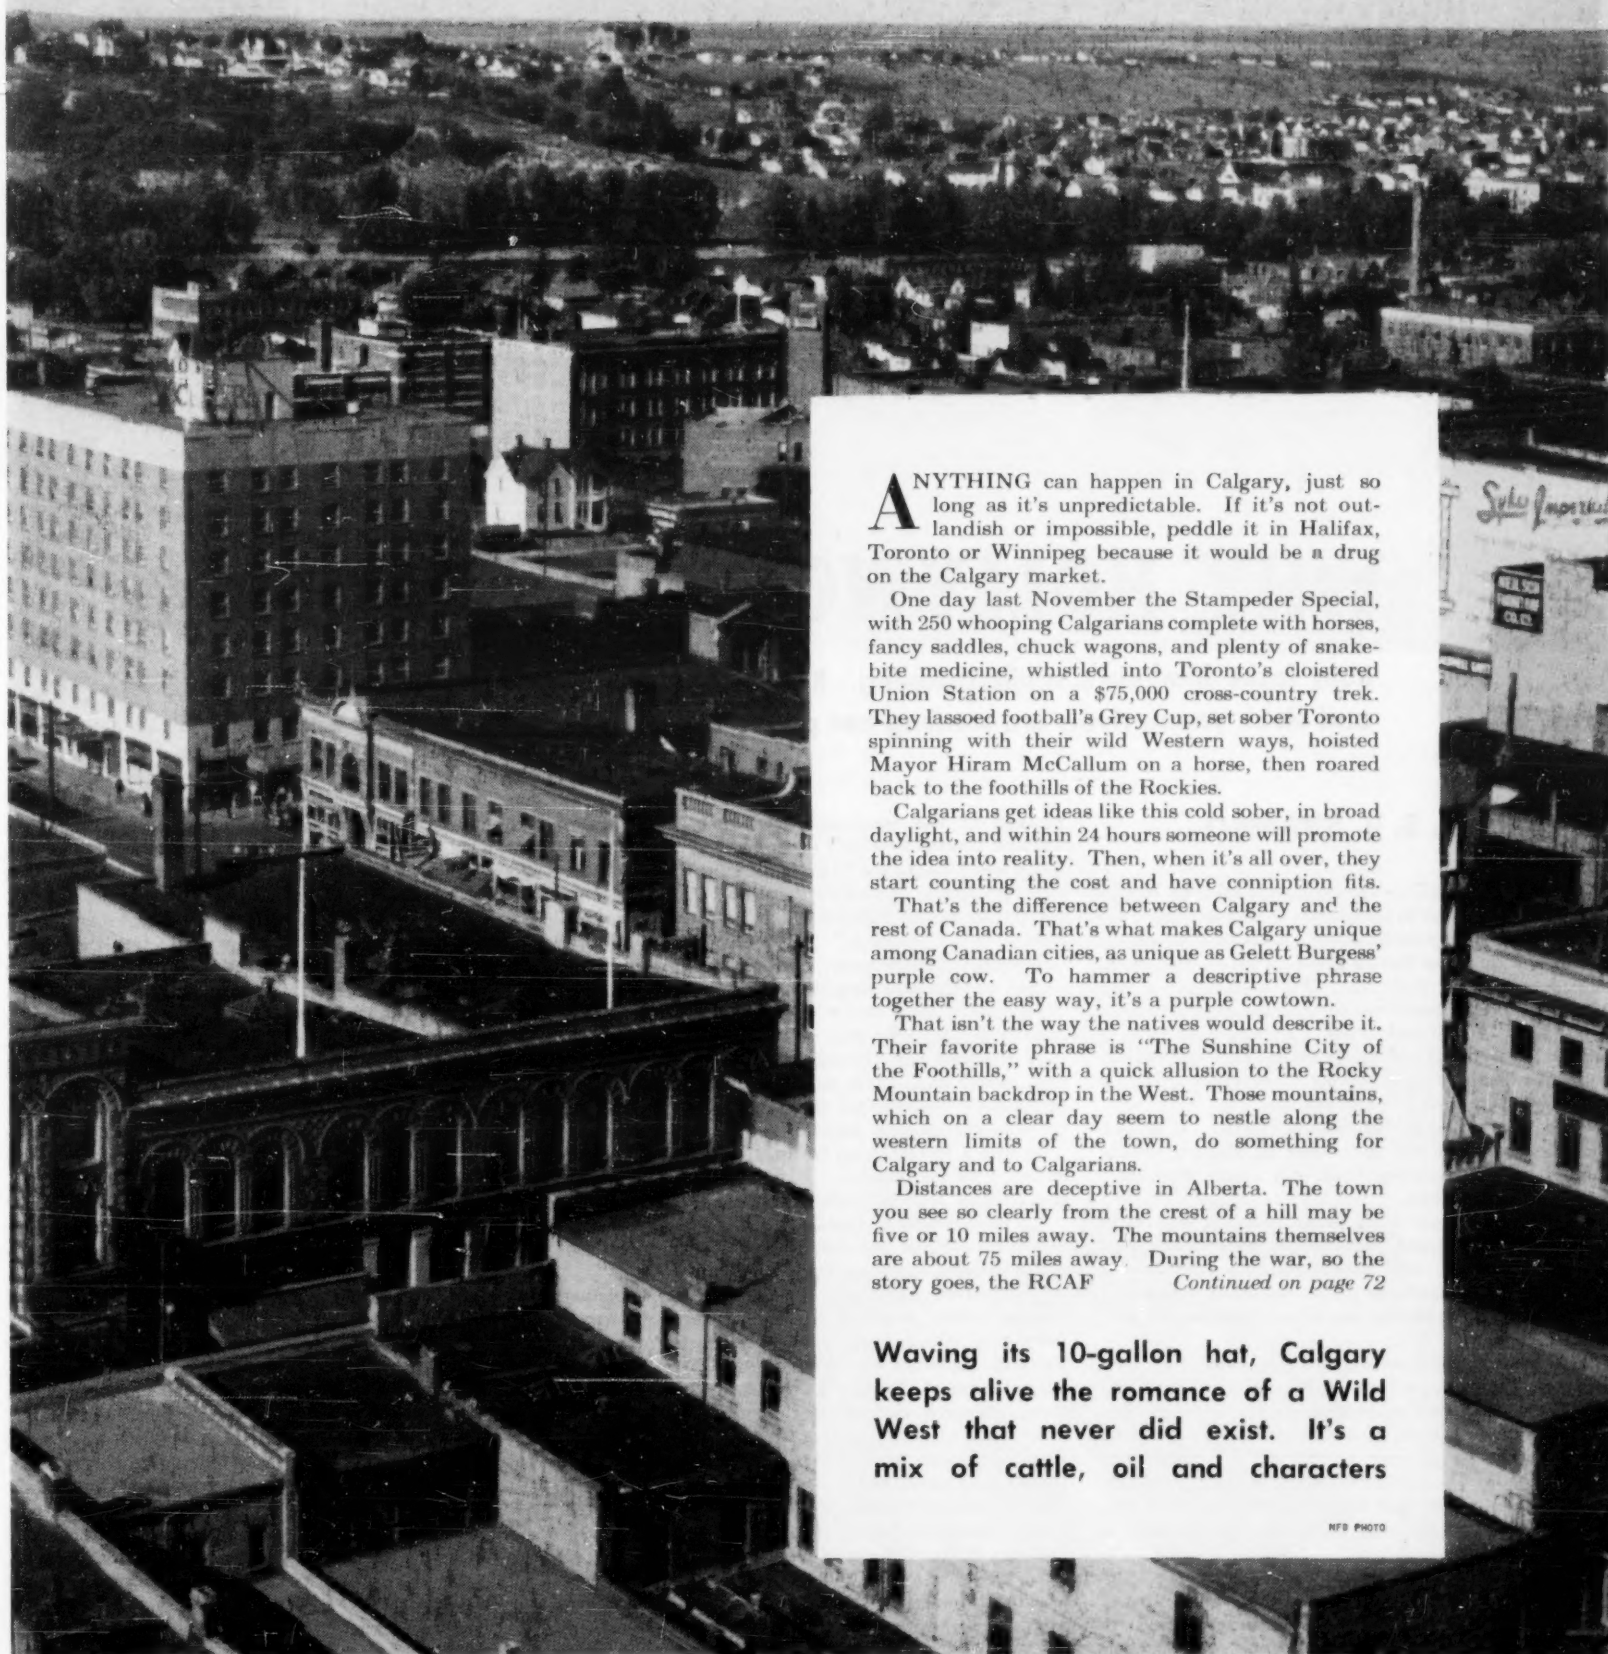 ANYTHING can happen in Calgary, just so
long as it's unpredictable. If it's not out-
landish or impossible, peddle it in Halifax,
Toronto or Winnipeg because it would be a drug
on the Calgary market.
One day last November the Stampeder Special,
with 250 whooping Calgarians complete with horses,
fancy saddles, chuck wagons, and plenty of snake-
bite medicine, whistled into Toronto's cloistered
Union Station on a $75,000 cross-country trek.
They lassoed football's Grey Cup, set sober Toronto
spinning with their wild Western ways, hoisted
Mayor Hiram McCallum on a horse, then roared
back to the foothills of the Rockies.
Calgarians get ideas like this cold sober, in broad
daylight, and within 24 hours someone will promote
the idea into reality. Then, when it's all over, they
start counting the cost and have conniption fits.
That's the difference between Calgary and the
rest of Canada. That's what makes Calgary unique
among Canadian cities, as unique as Gelett Burgess'
purple cow. To hammer a descriptive phrase
together the easy way, it's a purple cowtown.
That isn't the way the natives would describe it.
Their favorite phrase is "The Sunshine City of
the Foothills," with a quick allusion to the Rocky
Mountain backdrop in the West. Those mountains,
which on a clear day seem to nestle along the
western limits of the town, do something for
Calgary and to Calgarians.
Distances are deceptive in Alberta. The town
you see so clearly from the crest of a hill may be
five or 10 miles away. The mountains themselves
are about 75 miles away. During the war, so the
story goes, the RCAF Continued on page 72
Waving its 10-gallon hat, Calgary
keeps alive the romance of a Wild
West that never did exist. It's a
mix of cattle, oil and characters
NFB PHOTO
NEILSON
FURNITURE
CO. LTD.